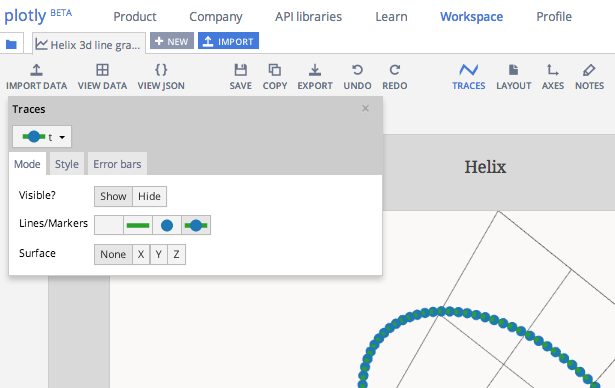 plotly BETA Product Company API libraries Learn Workspace Profile
Helix 3d line gra... + NEW IMPORT
IMPORT DATA VIEW DATA VIEW JSON SAVE COPY EXPORT UNDO REDO TRACES LAYOUT AXES NOTES
Traces ×
t
Mode Style Error bars
Visible? Show Hide
Lines/Markers
Surface None X Y Z
Helix